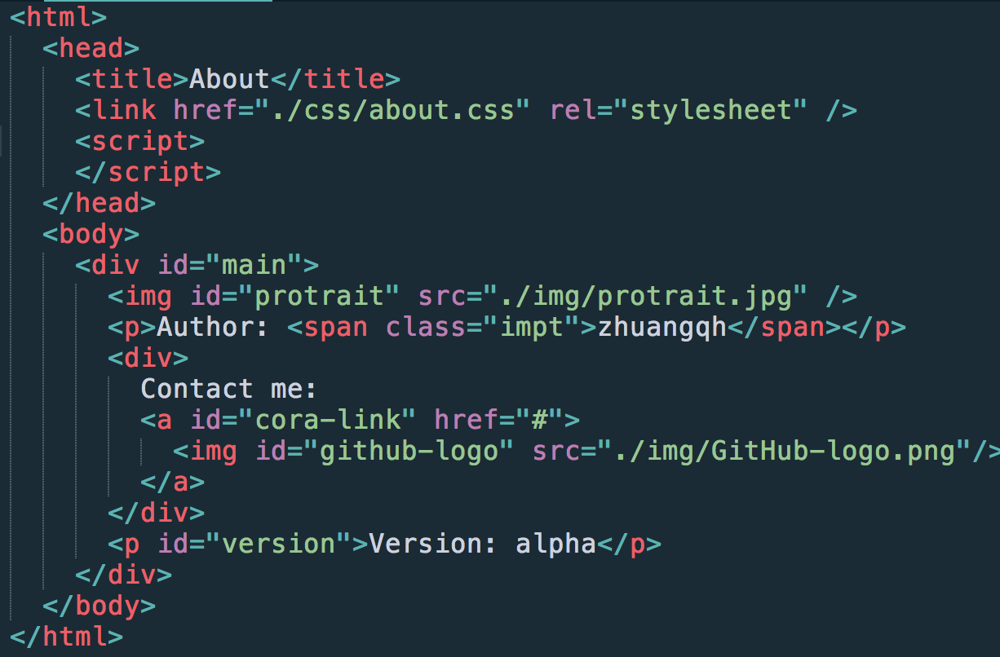 <html>
<head>
<title>About</title>
<link href="./css/about.css" rel="stylesheet" />
<script>
</script>
</head>
<body>
<div id="main">
<img id="protrait" src="./img/protrait.jpg" />
<p>Author: <span class="impt">zhuangqh</span></p>
<div>
Contact me:
<a id="cora-link" href="#">
<img id="github-logo" src="./img/GitHub-logo.png"/>
</a>
</div>
<p id="version">Version: alpha</p>
</div>
</body>
</html>